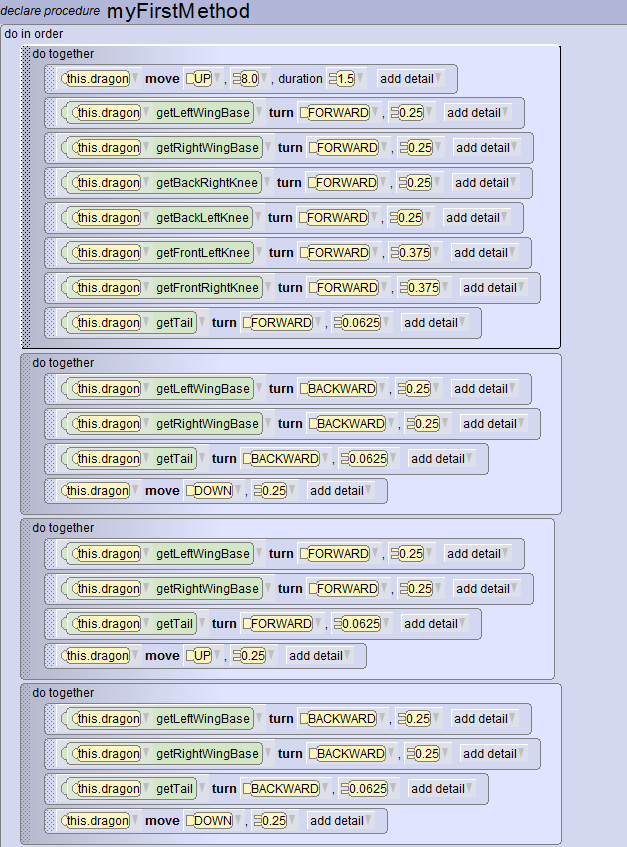 declare procedure myFirstMethod
do in order
do together
this.dragon move UP , 8.0 , duration 1.5 add detail
this.dragon getLeftWingBase turn FORWARD , 0.25 add detail
this.dragon getRightWingBase turn FORWARD , 0.25 add detail
this.dragon getBackRightKnee turn FORWARD , 0.25 add detail
this.dragon getBackLeftKnee turn FORWARD , 0.25 add detail
this.dragon getFrontLeftKnee turn FORWARD , 0.375 add detail
this.dragon getFrontRightKnee turn FORWARD , 0.375 add detail
this.dragon getTail turn FORWARD , 0.0625 add detail
do together
this.dragon getLeftWingBase turn BACKWARD , 0.25 add detail
this.dragon getRightWingBase turn BACKWARD , 0.25 add detail
this.dragon getTail turn BACKWARD , 0.0625 add detail
this.dragon move DOWN , 0.25 add detail
do together
this.dragon getLeftWingBase turn FORWARD , 0.25 add detail
this.dragon getRightWingBase turn FORWARD , 0.25 add detail
this.dragon getTail turn FORWARD , 0.0625 add detail
this.dragon move UP , 0.25 add detail
do together
this.dragon getLeftWingBase turn BACKWARD , 0.25 add detail
this.dragon getRightWingBase turn BACKWARD , 0.25 add detail
this.dragon getTail turn BACKWARD , 0.0625 add detail
this.dragon move DOWN , 0.25 add detail